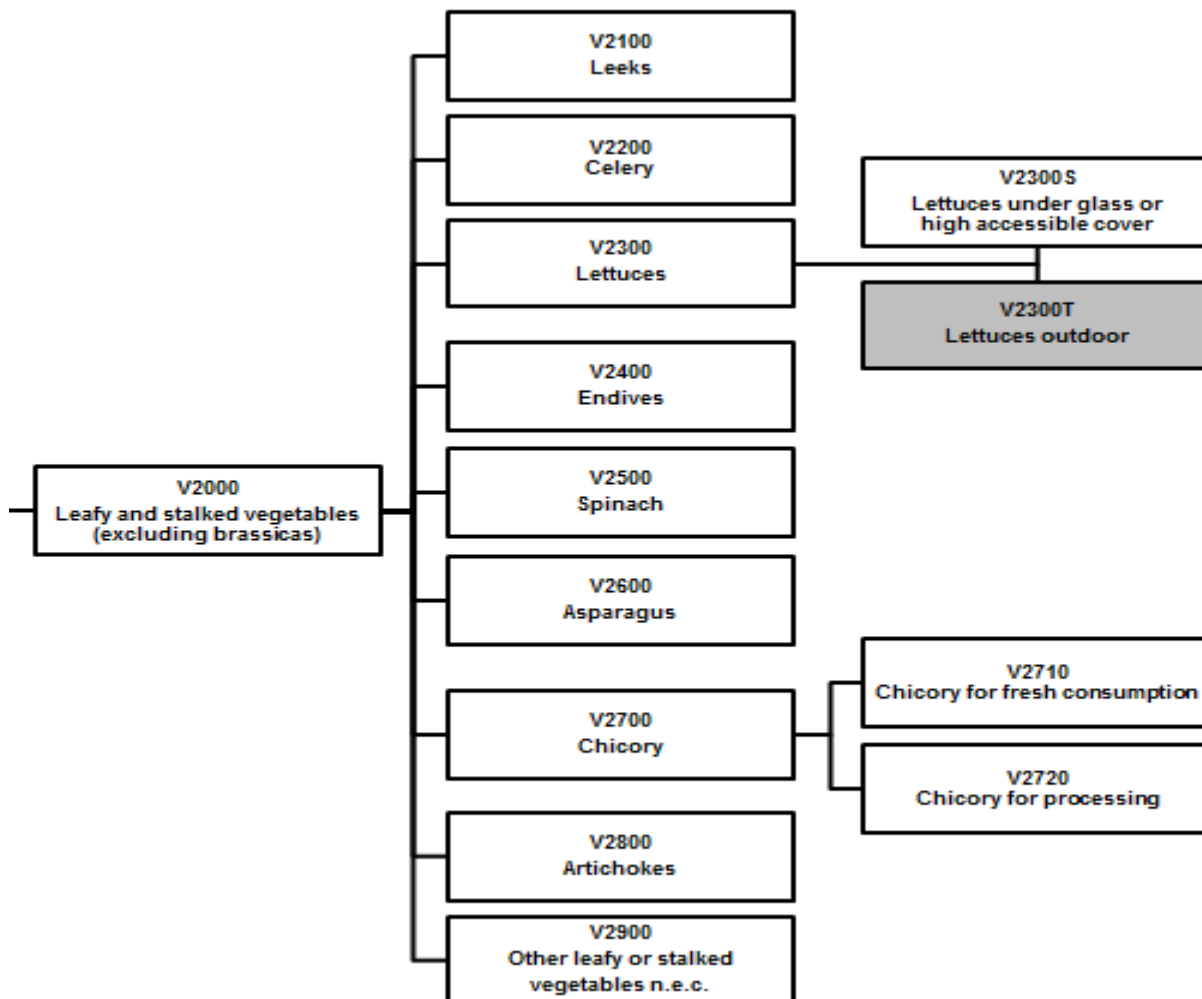 V2100
Leeks
V2200
Celery
V2300
Lettuces
V2300S
Lettuces under glass or
high accessible cover
V2300T
Lettuces outdoor
V2400
Endives
V2000
Leafy and stalked vegetables
(excluding brassicas)
V2500
Spinach
V2600
Asparagus
V2700
Chicory
V2710
Chicory for fresh consumption
V2720
Chicory for processing
V2800
Artichokes
V2900
Other leafy or stalked
vegetables n.e.c.